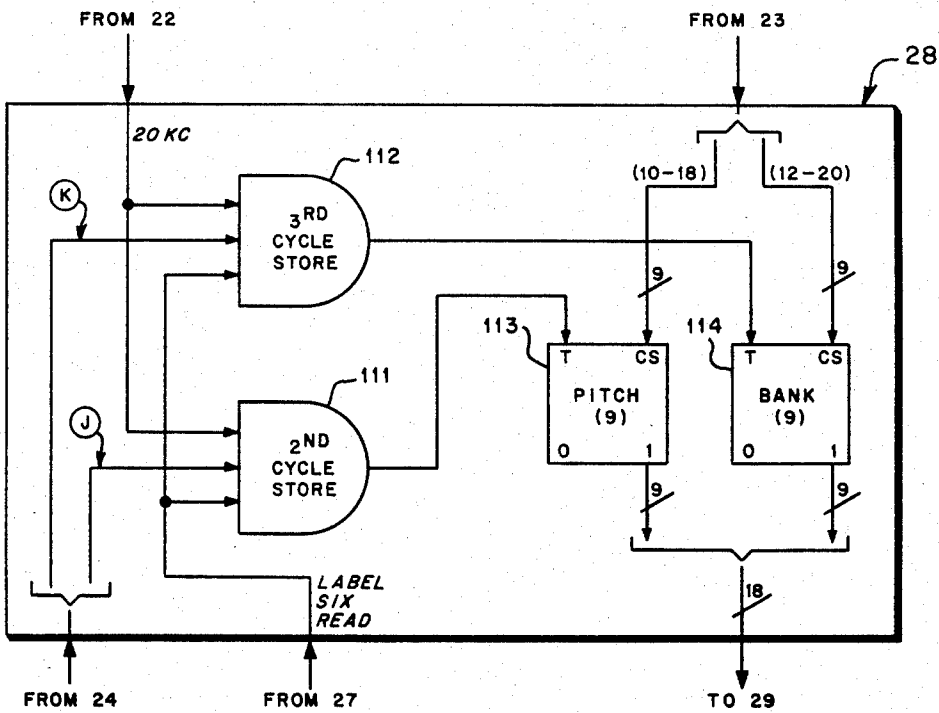 FROM 22
FROM 23
28
20 KC
112
(10-18)
(12-20)
K
3RD
CYCLE
STORE
9
9
113
114
T CS
T CS
PITCH
(9)
BANK
(9)
0 1
0 1
111
J
2ND
CYCLE
STORE
9
9
LABEL
SIX
READ
18
FROM 24
FROM 27
TO 29